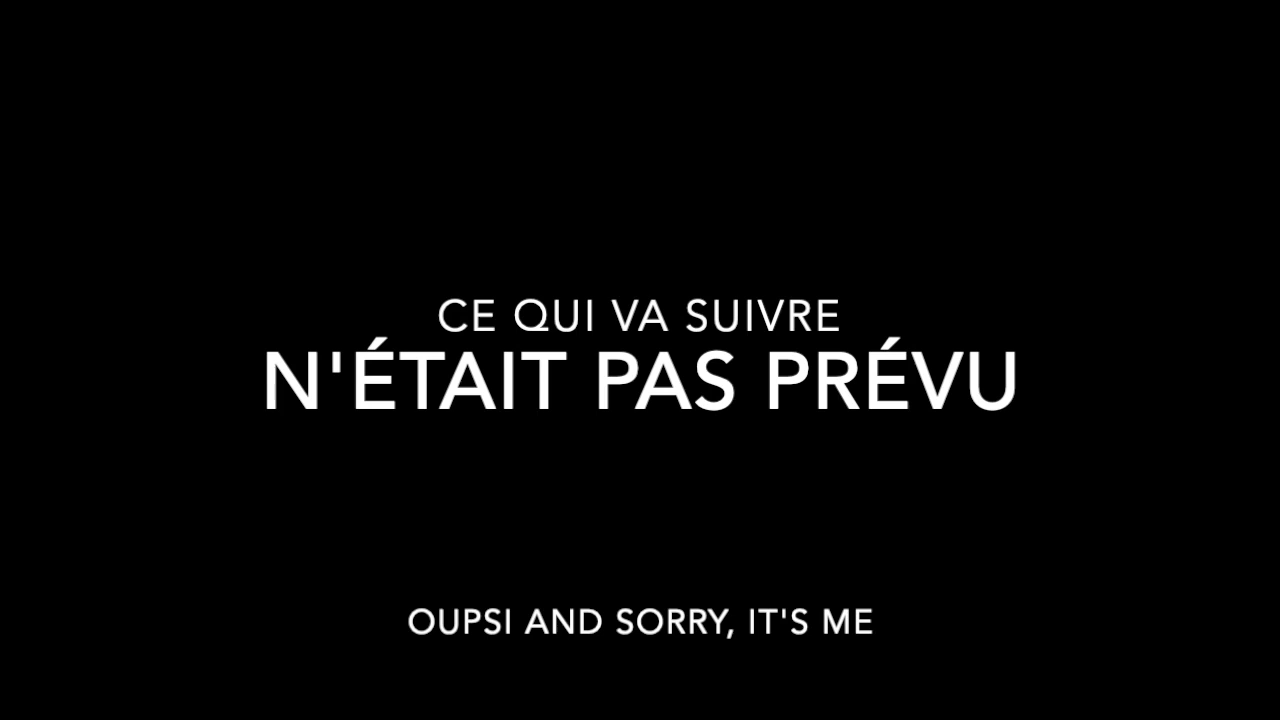 CE QUI VA SUIVRE
N'ÉTAIT PAS PRÉVU
OUPSI AND SORRY, IT'S ME